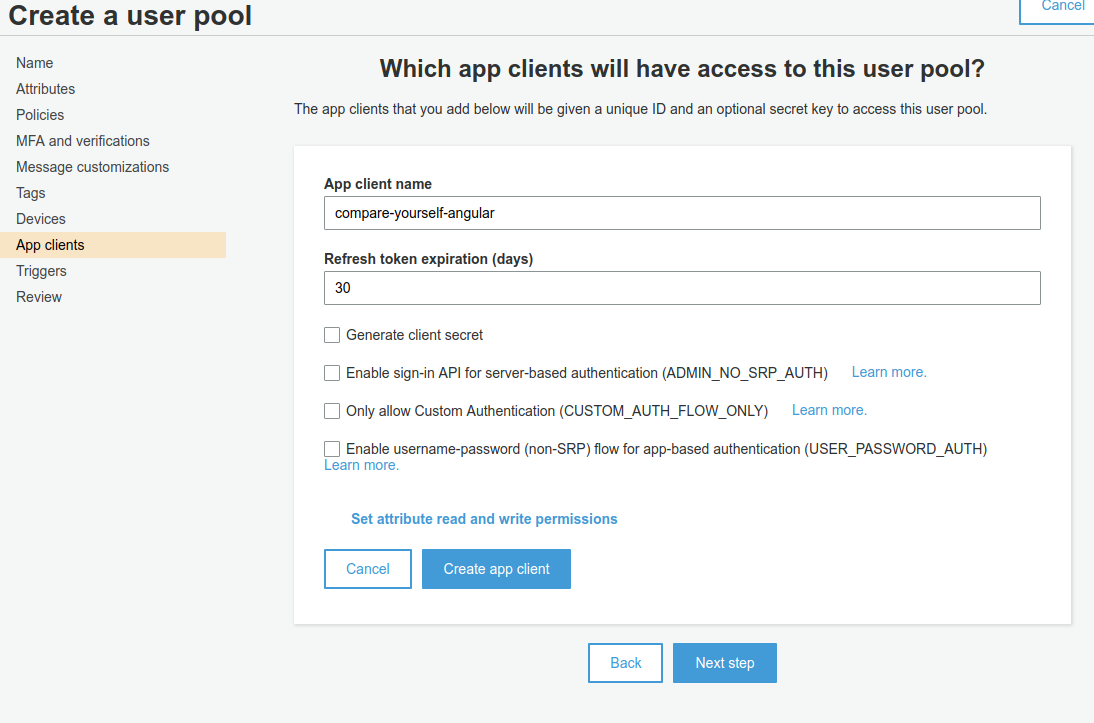 Create a user pool
Cancel
Name
Attributes
Policies
MFA and verifications
Message customizations
Tags
Devices
App clients
Triggers
Review
Which app clients will have access to this user pool?
The app clients that you add below will be given a unique ID and an optional secret key to access this user pool.
App client name
compare-yourself-angular
Refresh token expiration (days)
30
Generate client secret
Enable sign-in API for server-based authentication (ADMIN_NO_SRP_AUTH) Learn more.
Only allow Custom Authentication (CUSTOM_AUTH_FLOW_ONLY) Learn more.
Enable username-password (non-SRP) flow for app-based authentication (USER_PASSWORD_AUTH)
Learn more.
Set attribute read and write permissions
Cancel Create app client
Back Next step